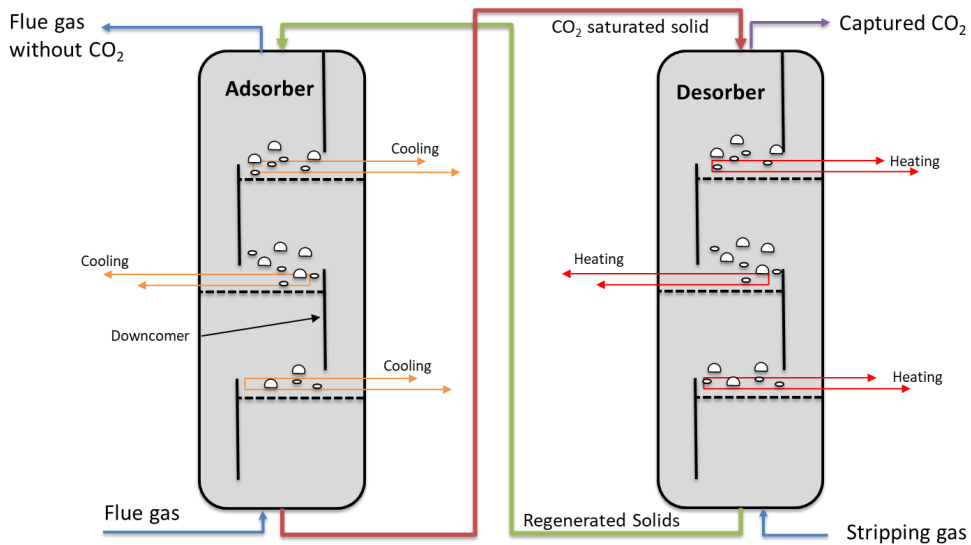 Flue gas
without CO₂
CO₂ saturated solid
Captured CO₂
Adsorber
Desorber
Cooling
Heating
Cooling
Heating
Downcomer
Cooling
Heating
Flue gas
Regenerated Solids
Stripping gas